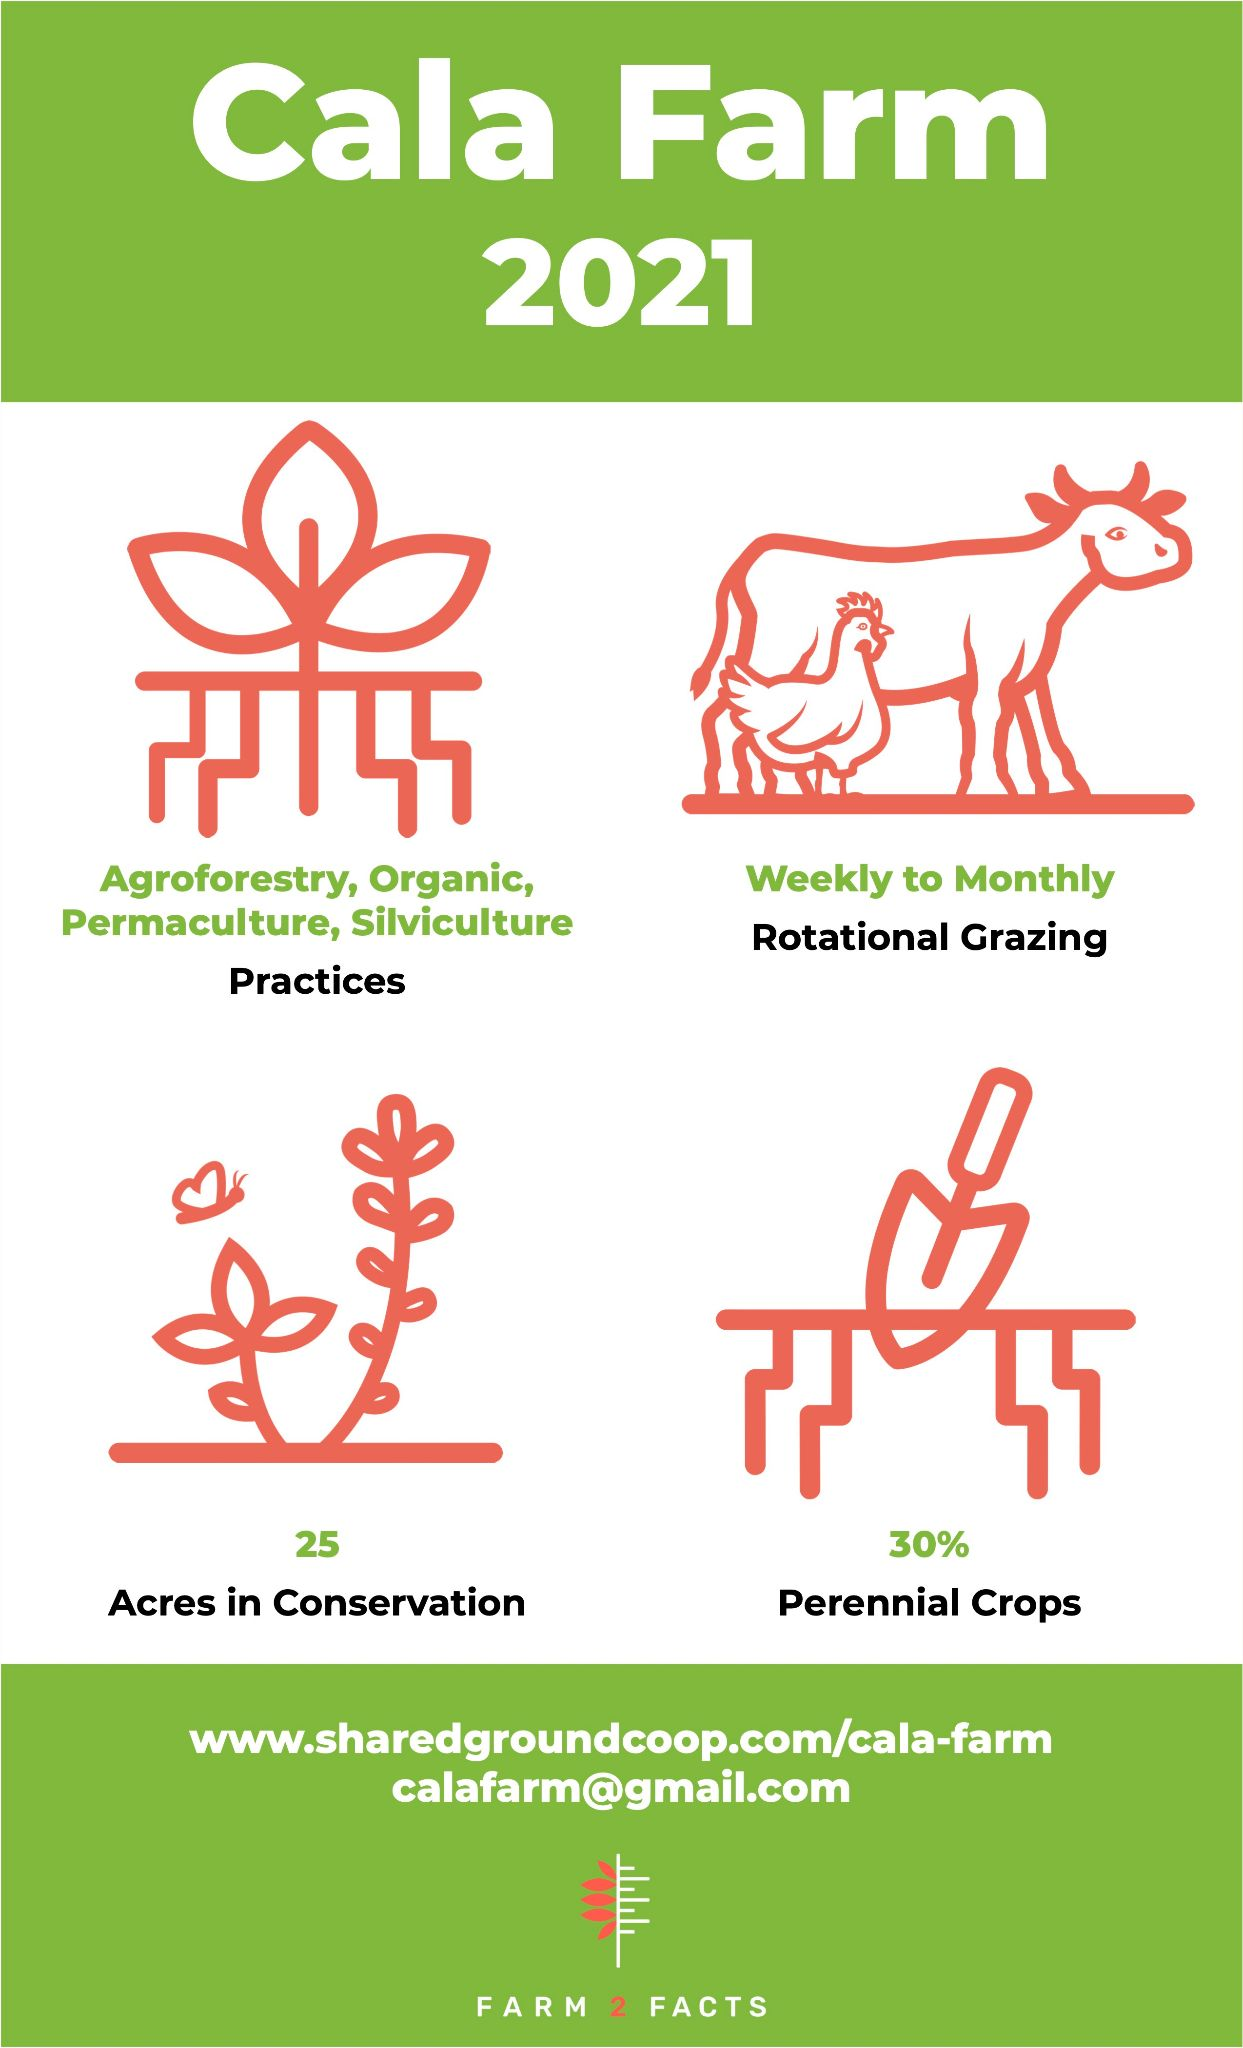 Cala Farm
2021
Agroforestry, Organic,
Permaculture, Silviculture
Practices
Weekly to Monthly
Rotational Grazing
25
Acres in Conservation
30%
Perennial Crops
www.sharedgroundcoop.com/cala-farm
calafarm@gmail.com
FARM 2 FACTS